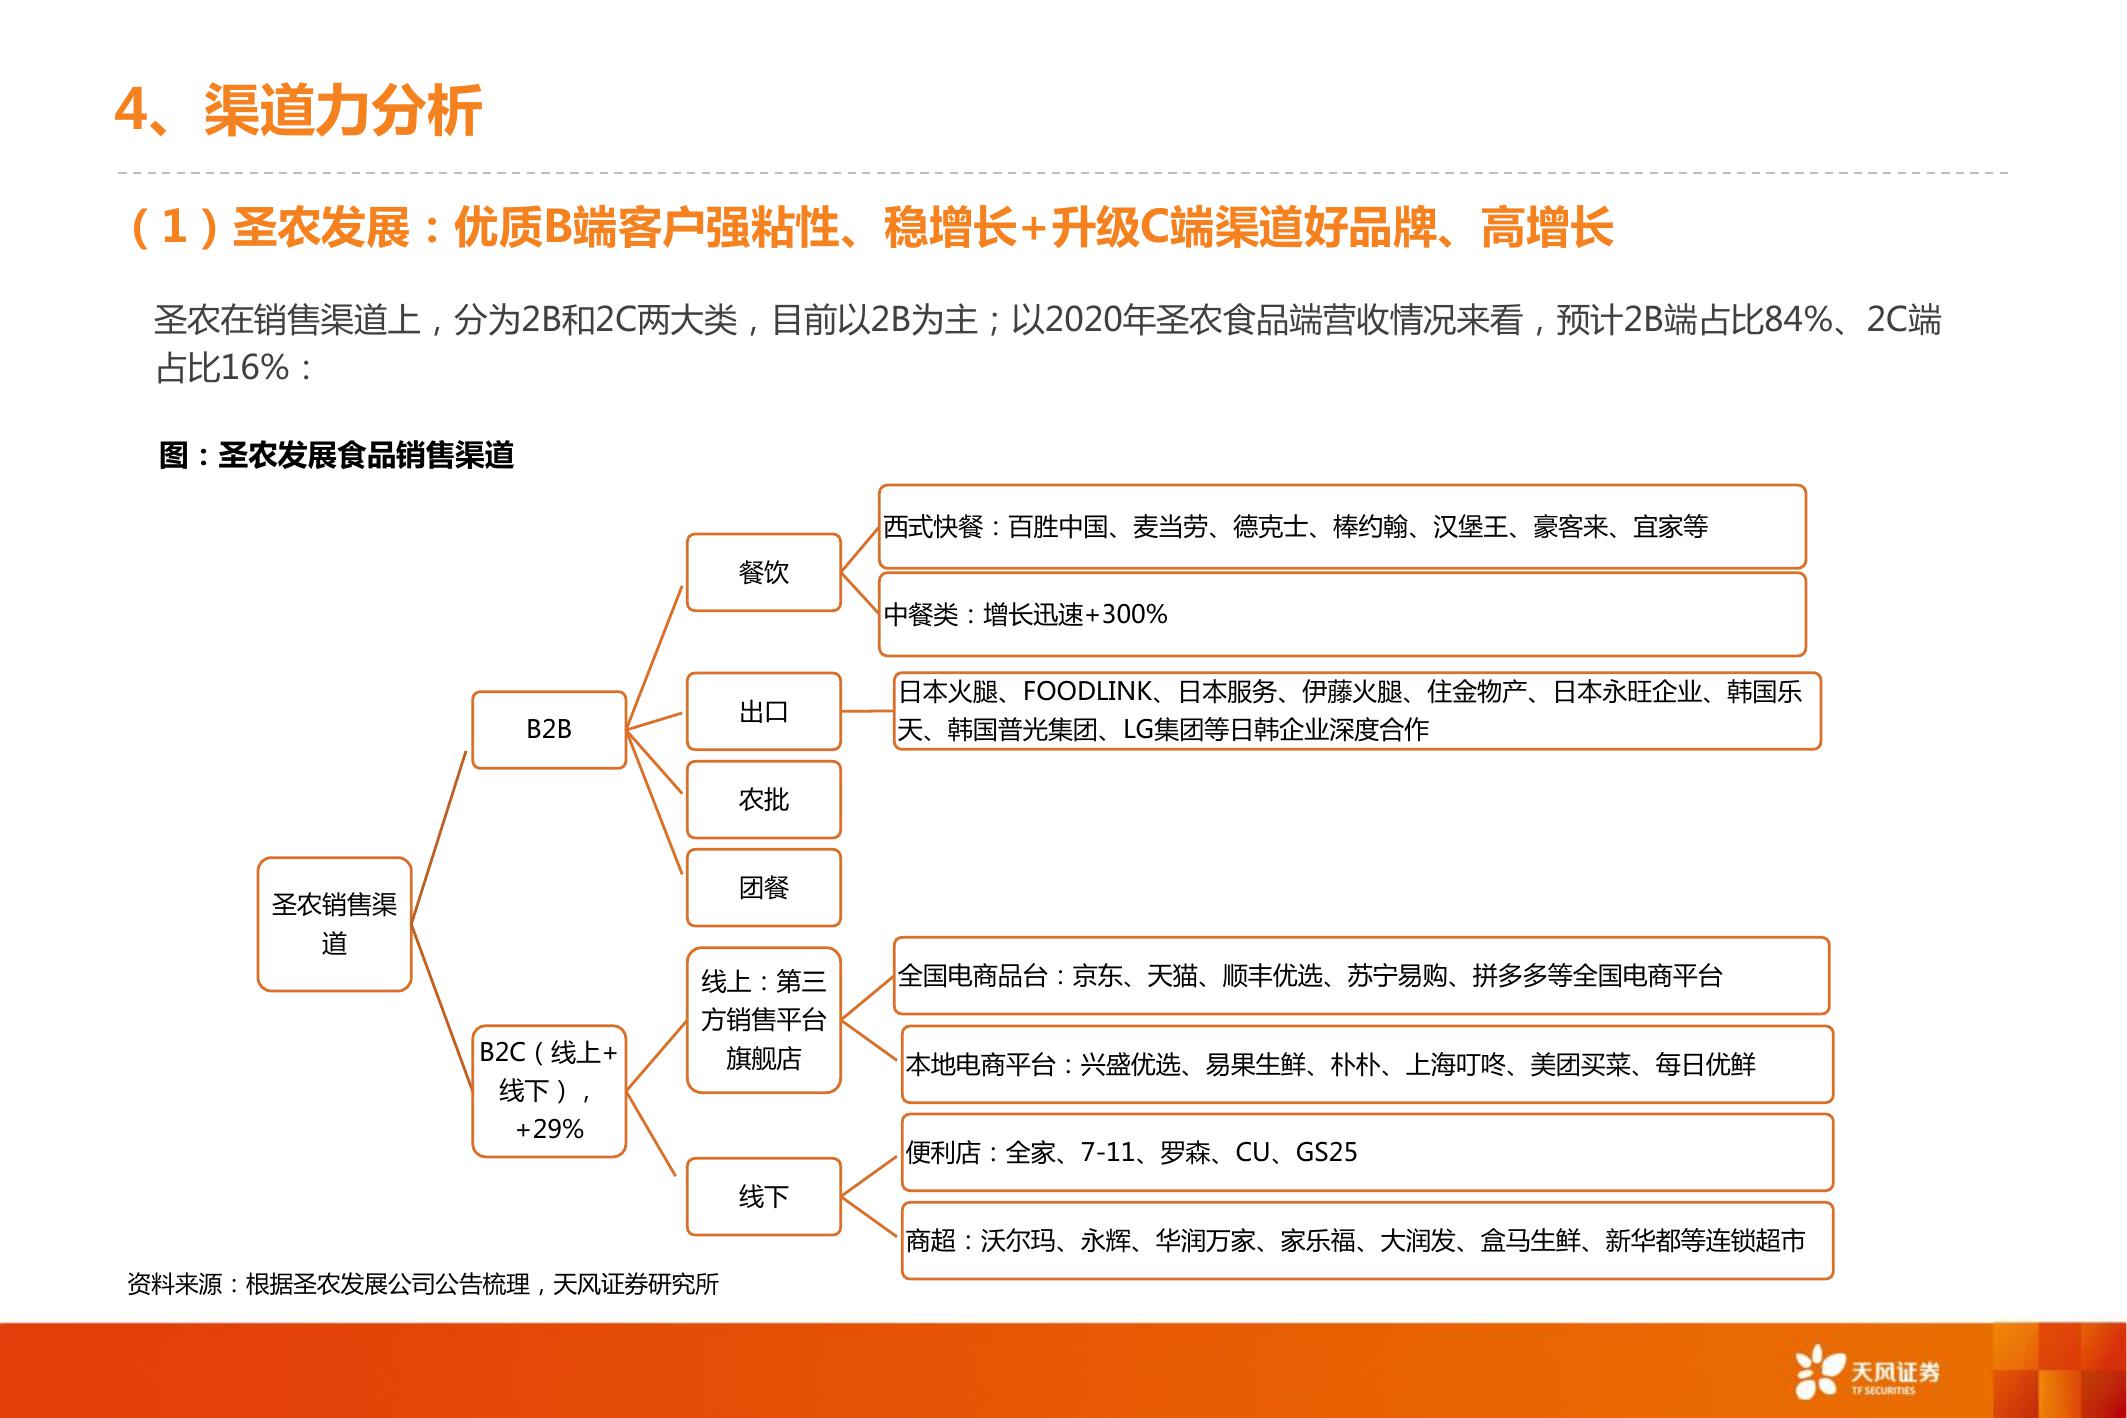 4、渠道力分析
（1）圣农发展：优质B端客户强粘性、稳增长+升级C端渠道好品牌、高增长
圣农在销售渠道上，分为2B和2C两大类，目前以2B为主；以2020年圣农食品端营收情况来看，预计2B端占比84%、2C端
占比16%：
图：圣农发展食品销售渠道
圣农销售渠
道
B2B
餐饮
西式快餐：百胜中国、麦当劳、德克士、棒约翰、汉堡王、豪客来、宜家等
中餐类：增长迅速+300%
出口
日本火腿、FOODLINK、日本服务、伊藤火腿、住金物产、日本永旺企业、韩国乐
天、韩国普光集团、LG集团等日韩企业深度合作
农批
团餐
B2C（线上+
线下），
+29%
线上：第三
方销售平台
旗舰店
全国电商品台：京东、天猫、顺丰优选、苏宁易购、拼多多等全国电商平台
本地电商平台：兴盛优选、易果生鲜、朴朴、上海叮咚、美团买菜、每日优鲜
线下
便利店：全家、7-11、罗森、CU、GS25
商超：沃尔玛、永辉、华润万家、家乐福、大润发、盒马生鲜、新华都等连锁超市
资料来源：根据圣农发展公司公告梳理，天风证券研究所
天风证券
TF SECURITIES